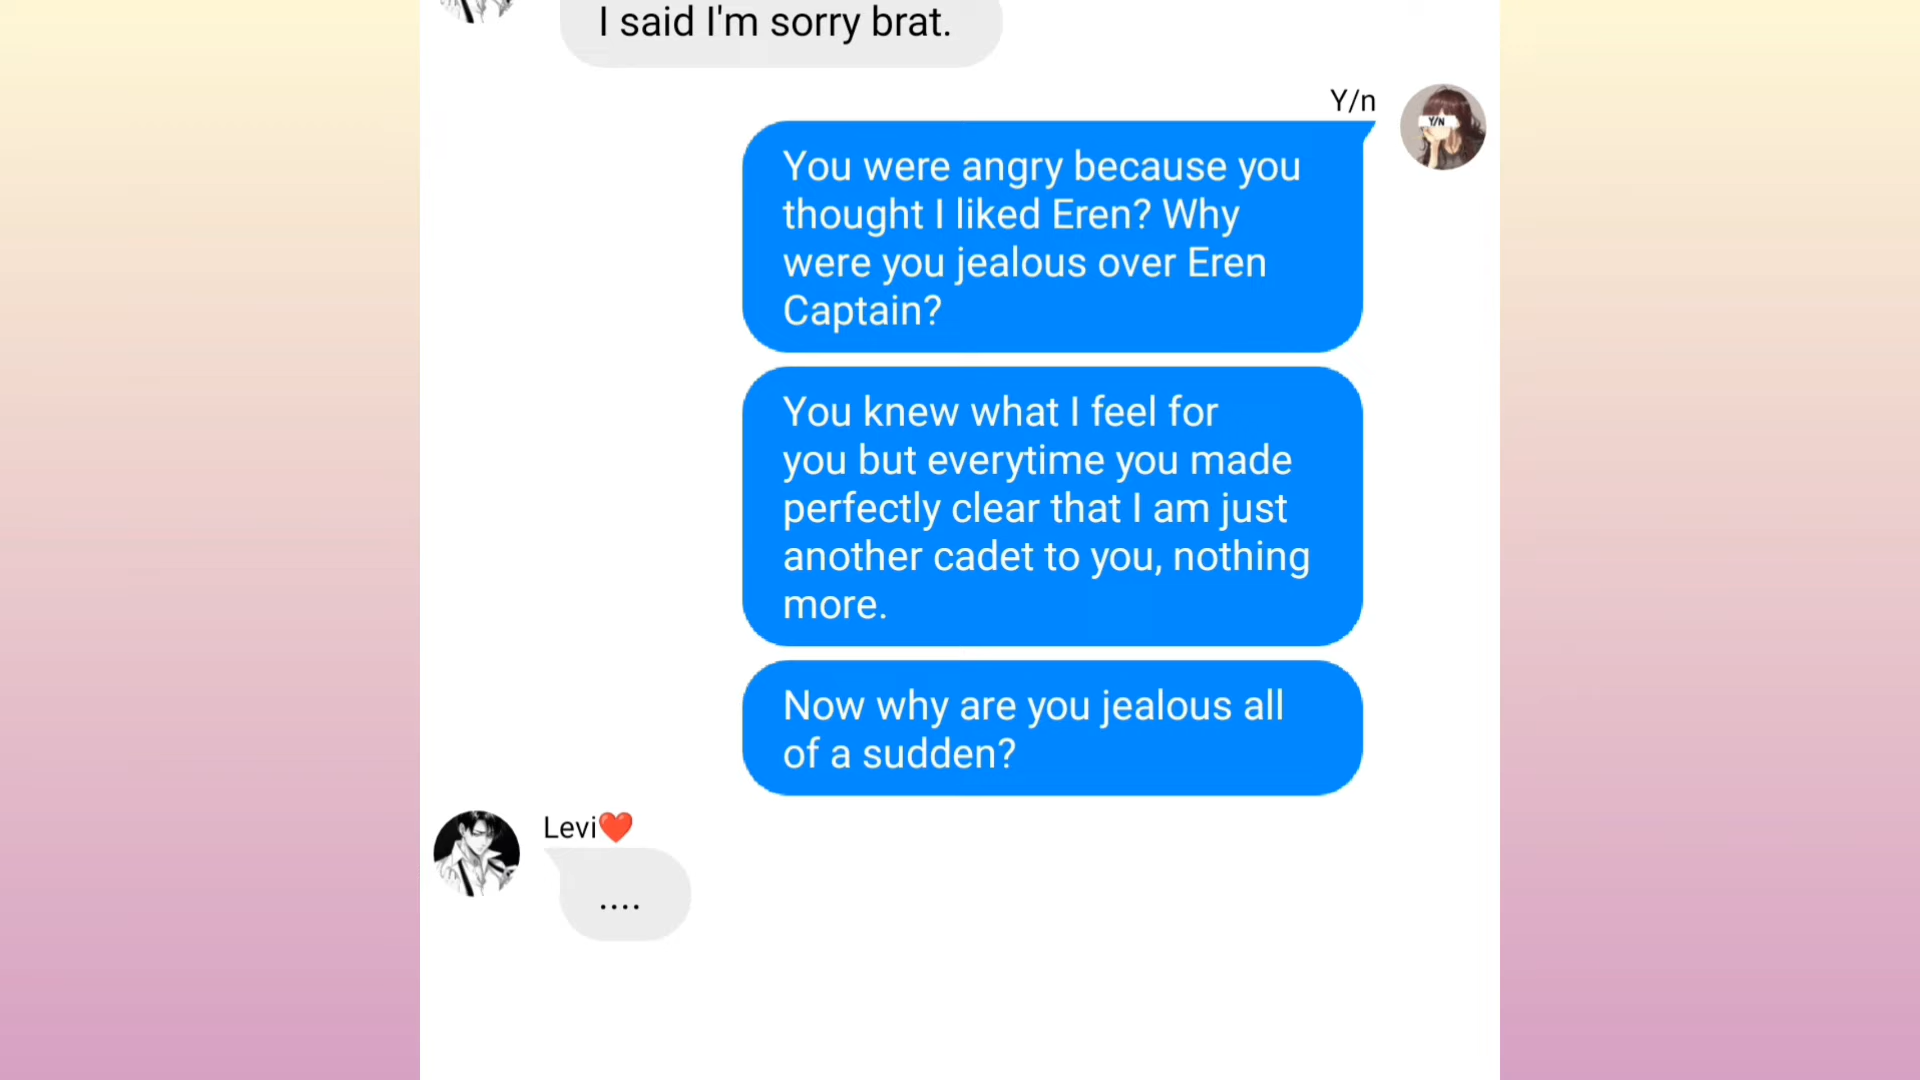 I said I'm sorry brat.
Y/n
Y/N
You were angry because you
thought I liked Eren? Why
were you jealous over Eren
Captain?
You knew what I feel for
you but everytime you made
perfectly clear that I am just
another cadet to you, nothing
more.
Now why are you jealous all
of a sudden?
Levi❤️
....